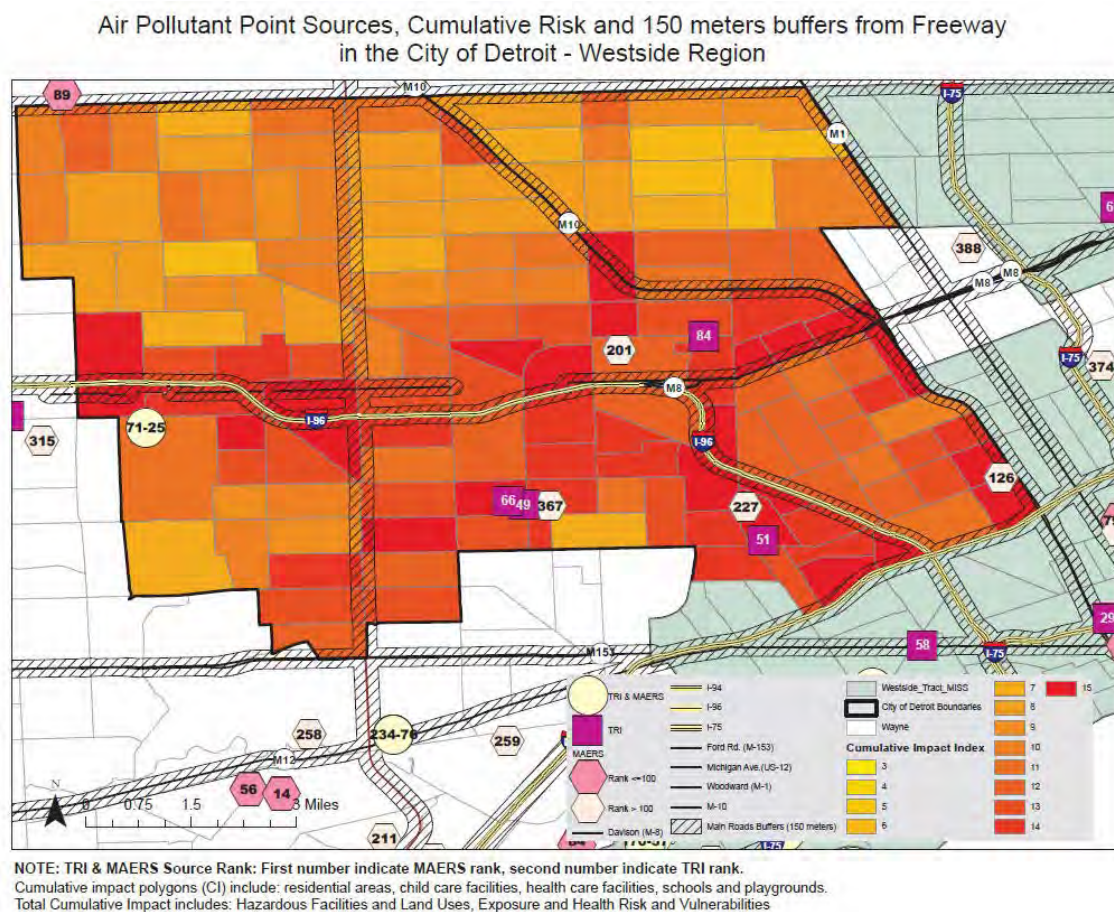 Air Pollutant Point Sources, Cumulative Risk and 150 meters buffers from Freeway
in the City of Detroit - Westside Region
89
M10
I-75
M1
M10
388
M8
M8
84
201
I-75
374
M8
71-25
I-96
I-96
315
126
66
49
367
227
51
29
58
I-75
M153
258
234-76
259
M12
56
14
N
0 0.75 1.5 3 Miles
211
TRI & MAERS
TRI
MAERS
Rank <=100
Rank > 100
Davison (M-8)
I-94
I-96
I-75
Ford Rd. (M-153)
Michigan Ave.(US-12)
Woodward (M-1)
M-10
Main Roads Buffers (150 meters)
Westside_Tract_MISS
City of Detroit Boundaries
Wayne
Cumulative Impact Index
3
4
5
6
7
8
9
10
11
12
13
14
15
I-75
NOTE: TRI & MAERS Source Rank: First number indicate MAERS rank, second number indicate TRI rank.
Cumulative impact polygons (CI) include: residential areas, child care facilities, health care facilities, schools and playgrounds.
Total Cumulative Impact includes: Hazardous Facilities and Land Uses, Exposure and Health Risk and Vulnerabilities